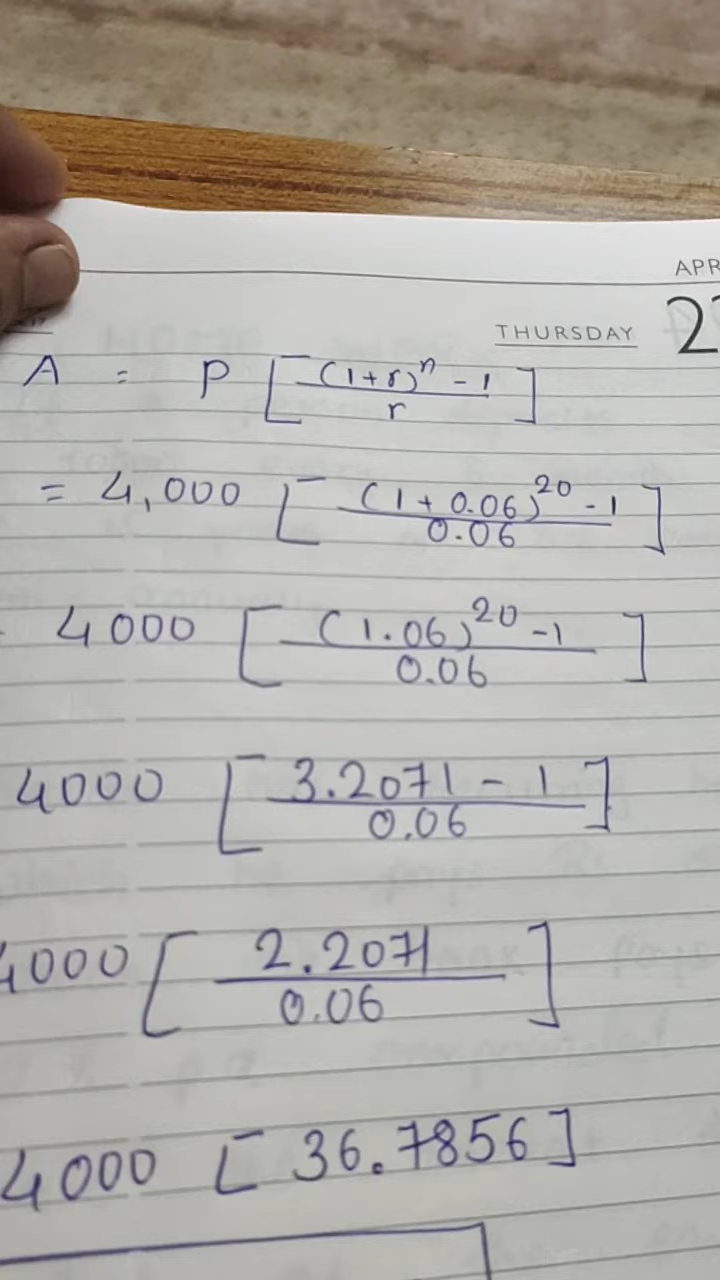 APR
THURSDAY 2
A = P [ (1+r)^n - 1 / r ]
= 4,000 [ (1 + 0.06)^20 - 1 / 0.06 ]
4000 [ (1.06)^20 - 1 / 0.06 ]
4000 [ 3.2071 - 1 / 0.06 ]
4000 [ 2.2071 / 0.06 ]
4000 [ 36.7856 ]